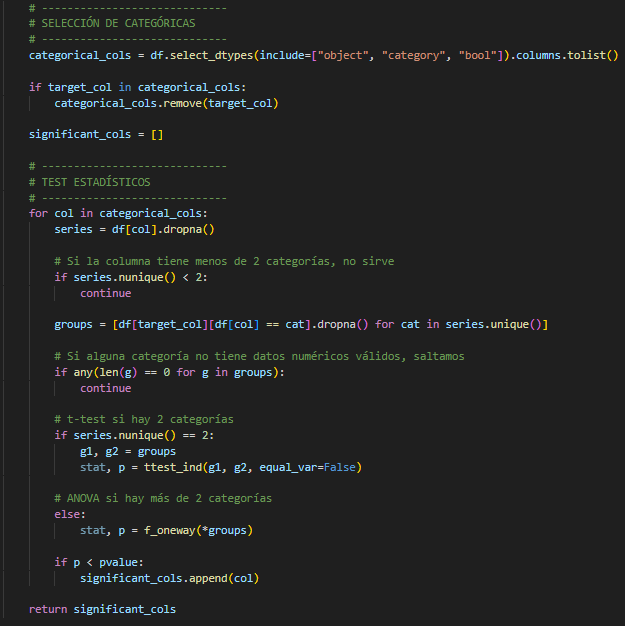 # -----------------------------
# SELECCIÓN DE CATEGÓRICAS
# -----------------------------
categorical_cols = df.select_dtypes(include=["object", "category", "bool"]).columns.tolist()
if target_col in categorical_cols:
categorical_cols.remove(target_col)
significant_cols = []
# -----------------------------
# TEST ESTADÍSTICOS
# -----------------------------
for col in categorical_cols:
series = df[col].dropna()
# Si la columna tiene menos de 2 categorías, no sirve
if series.nunique() < 2:
continue
groups = [df[target_col][df[col] == cat].dropna() for cat in series.unique()]
# Si alguna categoría no tiene datos numéricos válidos, saltamos
if any(len(g) == 0 for g in groups):
continue
# t-test si hay 2 categorías
if series.nunique() == 2:
g1, g2 = groups
stat, p = ttest_ind(g1, g2, equal_var=False)
# ANOVA si hay más de 2 categorías
else:
stat, p = f_oneway(*groups)
if p < pvalue:
significant_cols.append(col)
return significant_cols